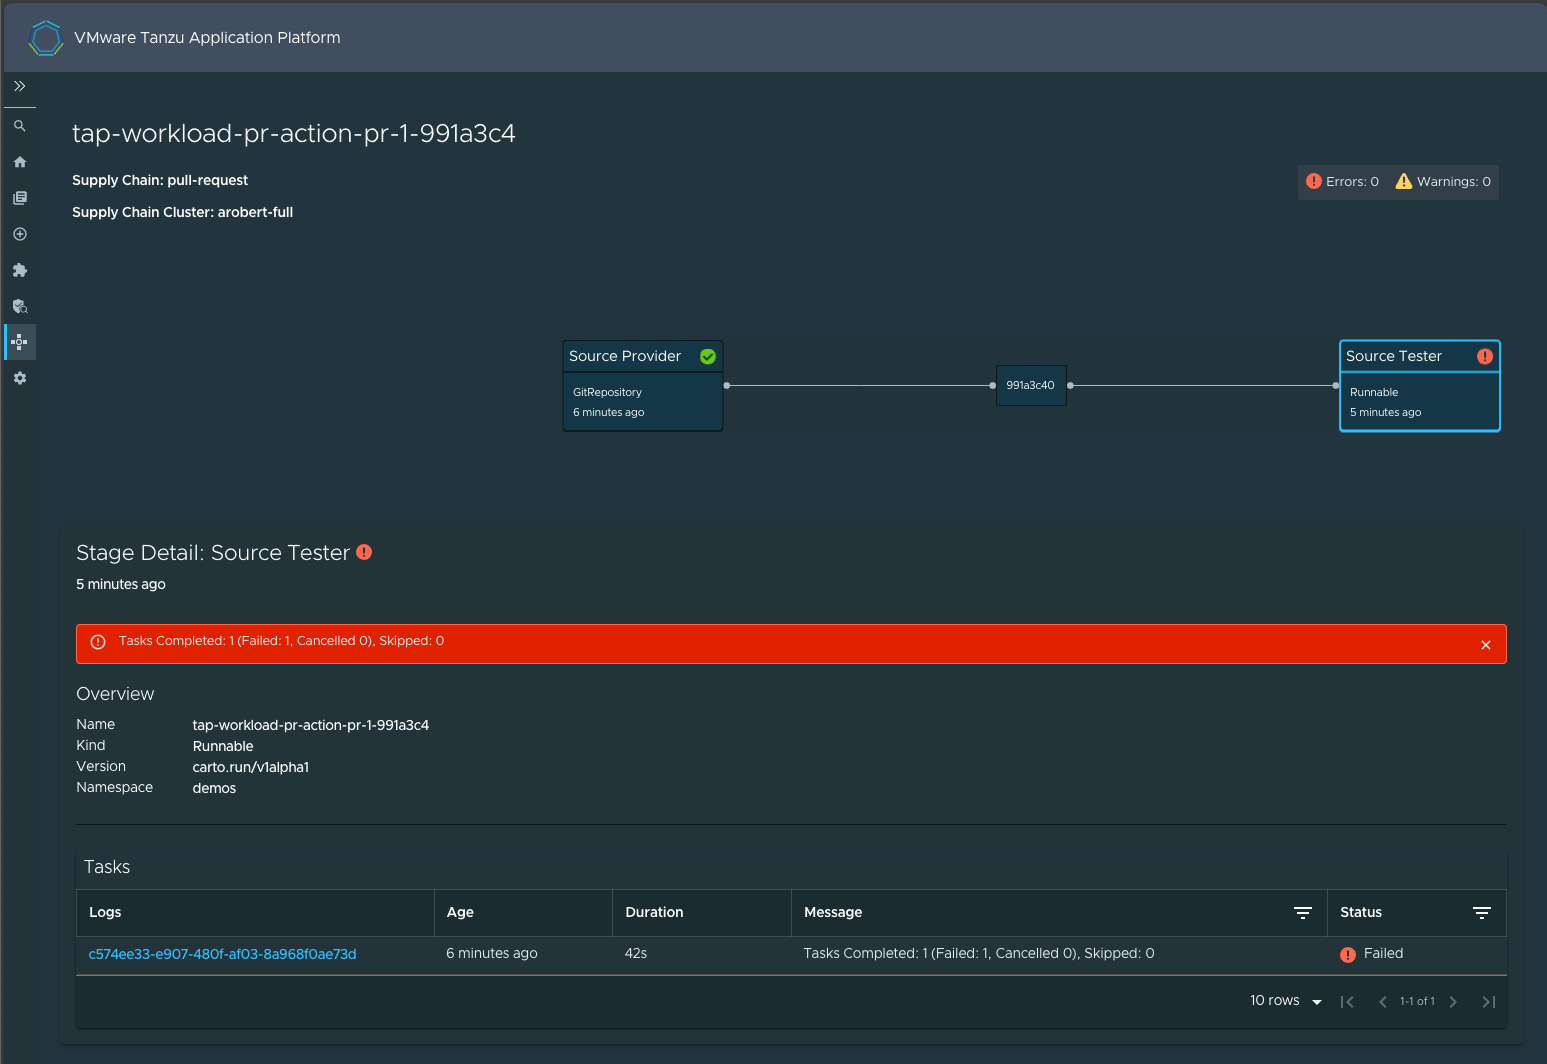 VMware Tanzu Application Platform
tap-workload-pr-action-pr-1-991a3c4
Supply Chain: pull-request
Supply Chain Cluster: arobert-full
Errors: 0 Warnings: 0
Source Provider
GitRepository
6 minutes ago
991a3c40
Source Tester
Runnable
5 minutes ago
Stage Detail: Source Tester
5 minutes ago
Tasks Completed: 1 (Failed: 1, Cancelled 0), Skipped: 0
Overview
Name tap-workload-pr-action-pr-1-991a3c4
Kind Runnable
Version carto.run/v1alpha1
Namespace demos
Tasks
Logs Age Duration Message Status
c574ee33-e907-480f-af03-8a968f0ae73d 6 minutes ago 42s Tasks Completed: 1 (Failed: 1, Cancelled 0), Skipped: 0 Failed
10 rows 1-1 of 1